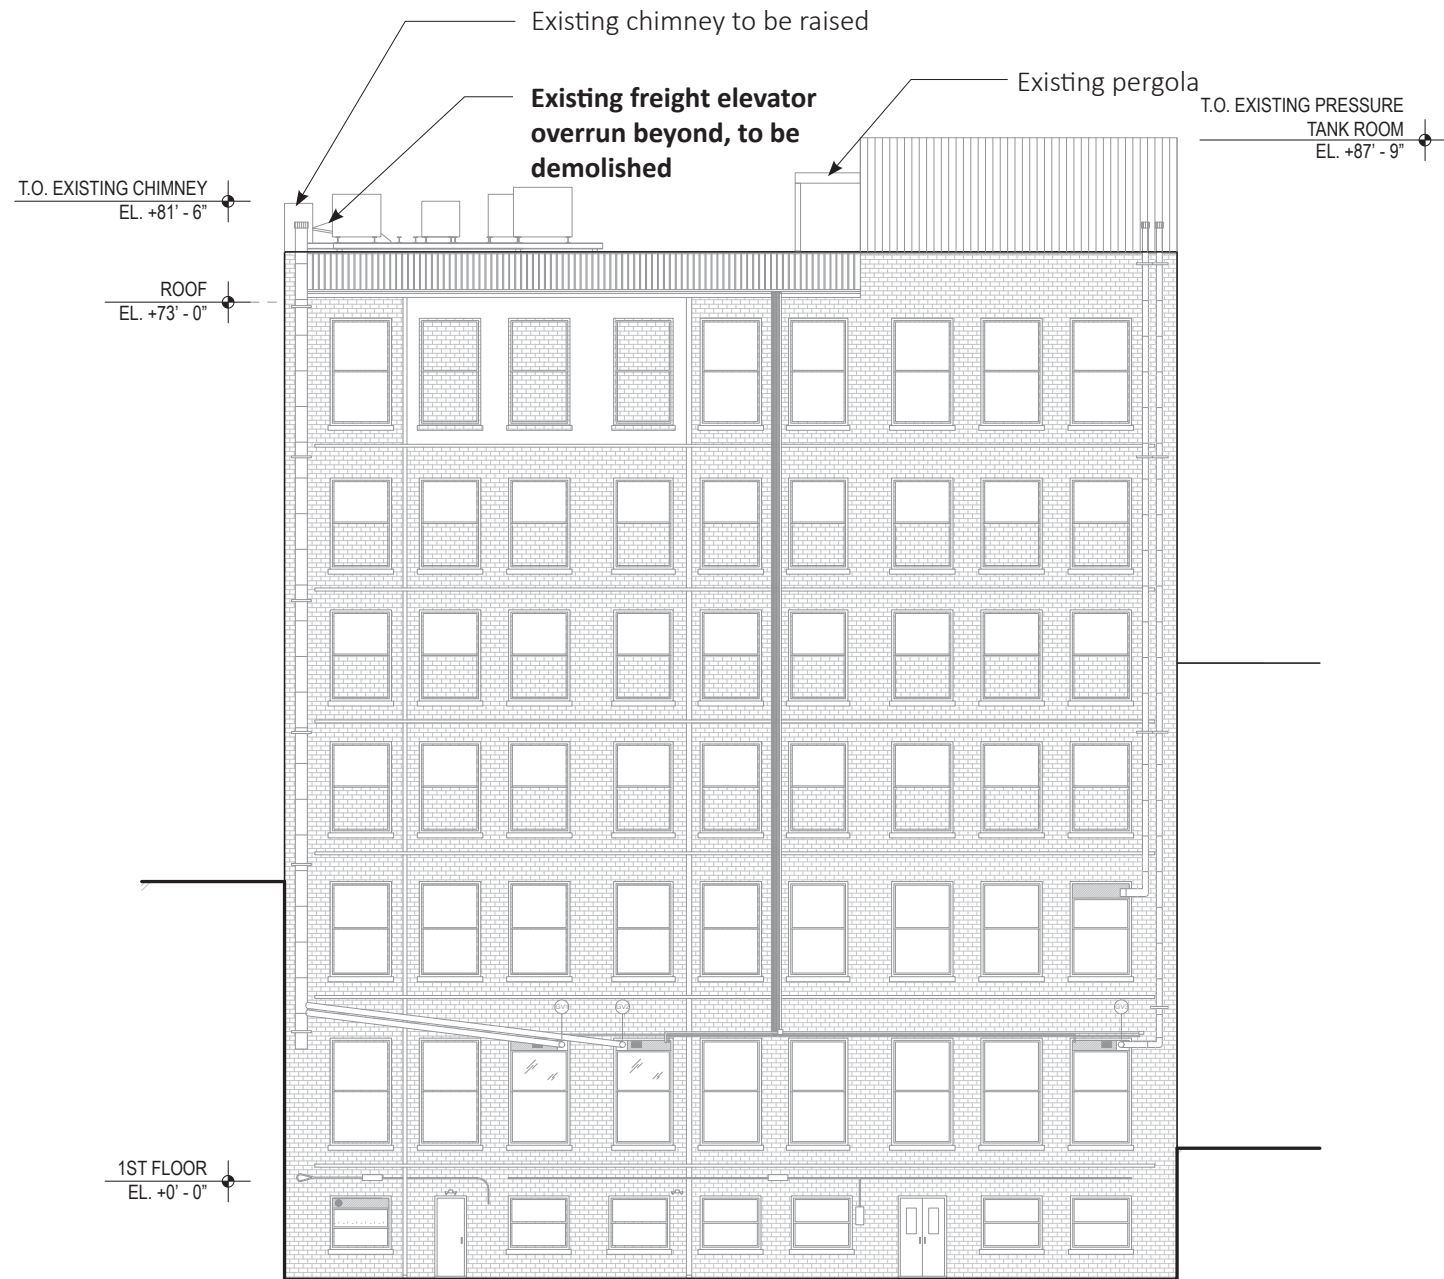 Existing chimney to be raised
Existing freight elevator
overrun beyond, to be
demolished
Existing pergola
T.O. EXISTING PRESSURE
TANK ROOM
EL. +87' - 9"
T.O. EXISTING CHIMNEY
EL. +81' - 6"
ROOF
EL. +73' - 0"
1ST FLOOR
EL. +0' - 0"